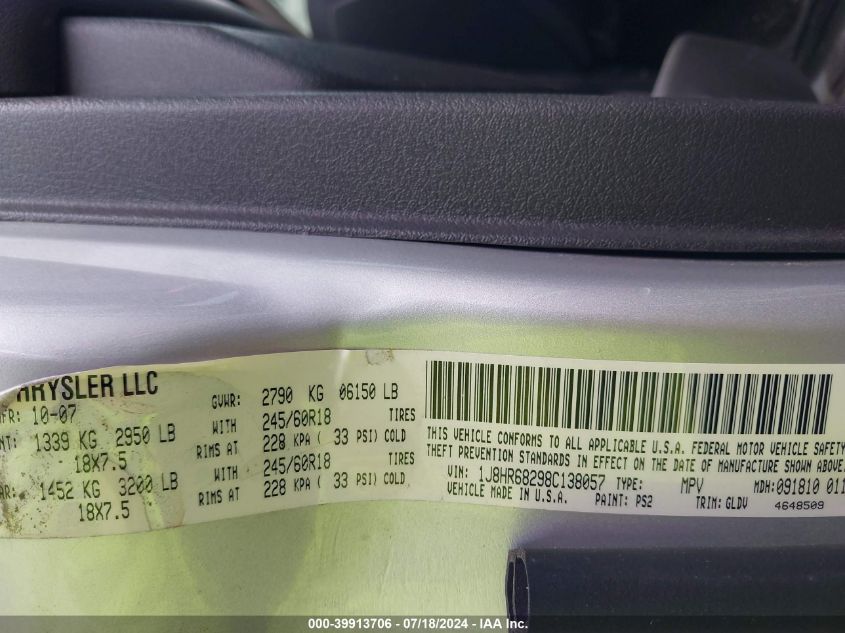 HRYSLER LLC
FR: 10-07
GVWR: 2790 KG 06150 LB
NT: 1339 KG 2950 LB WITH 245/60R18 TIRES
18X7.5 RIMS AT 228 KPA ( 33 PSI) COLD
AR: 1452 KG 3200 LB WITH 245/60R18 TIRES
18X7.5 RIMS AT 228 KPA ( 33 PSI) COLD
THIS VEHICLE CONFORMS TO ALL APPLICABLE U.S.A. FEDERAL MOTOR VEHICLE SAFETY
THEFT PREVENTION STANDARDS IN EFFECT ON THE DATE OF MANUFACTURE SHOWN ABOVE.
VIN: 1J8HR68298C138057 TYPE: MPV MDH: 091810 011
VEHICLE MADE IN U.S.A. PAINT: PS2 TRIM: GLDV 4648509
000-39913706 - 07/18/2024 - IAA Inc.